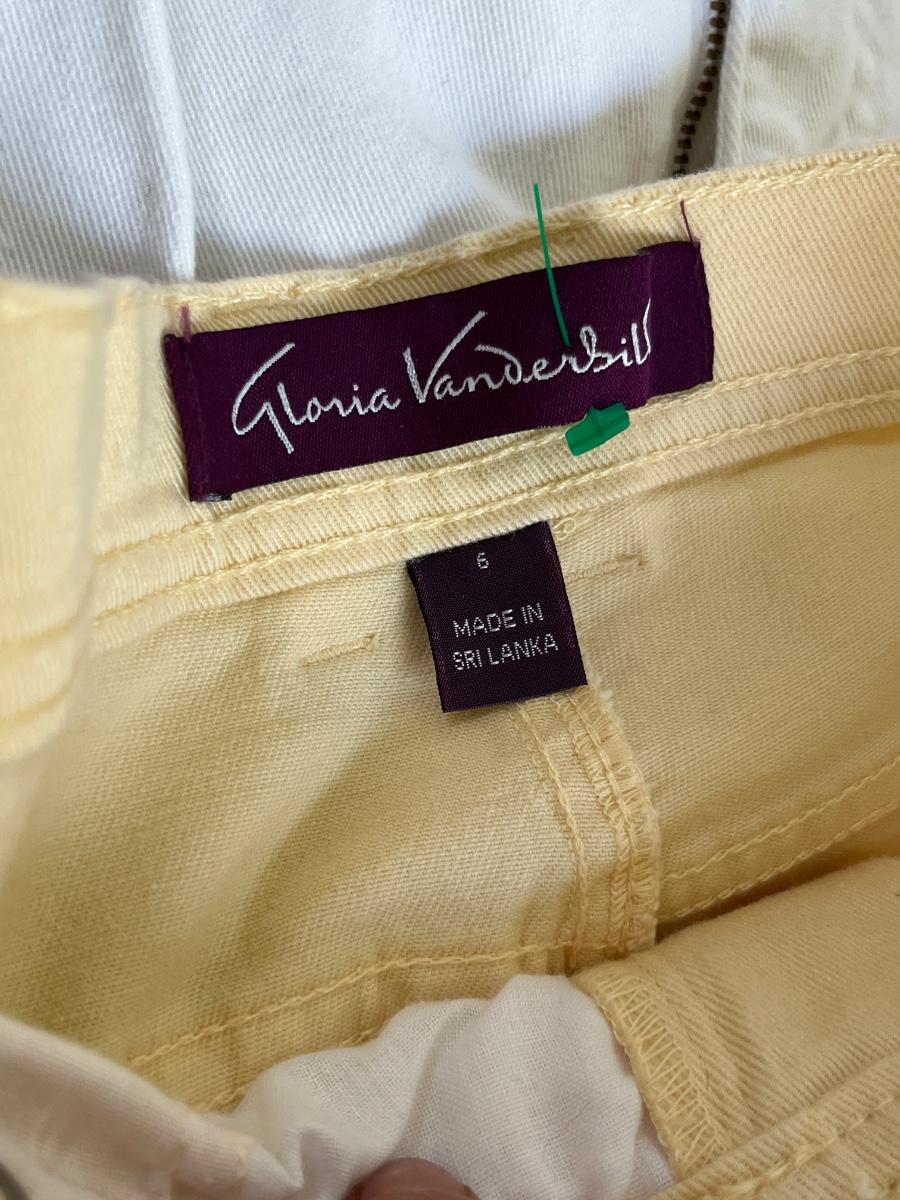 Gloria Vanderbilt
6
MADE IN
SRI LANKA